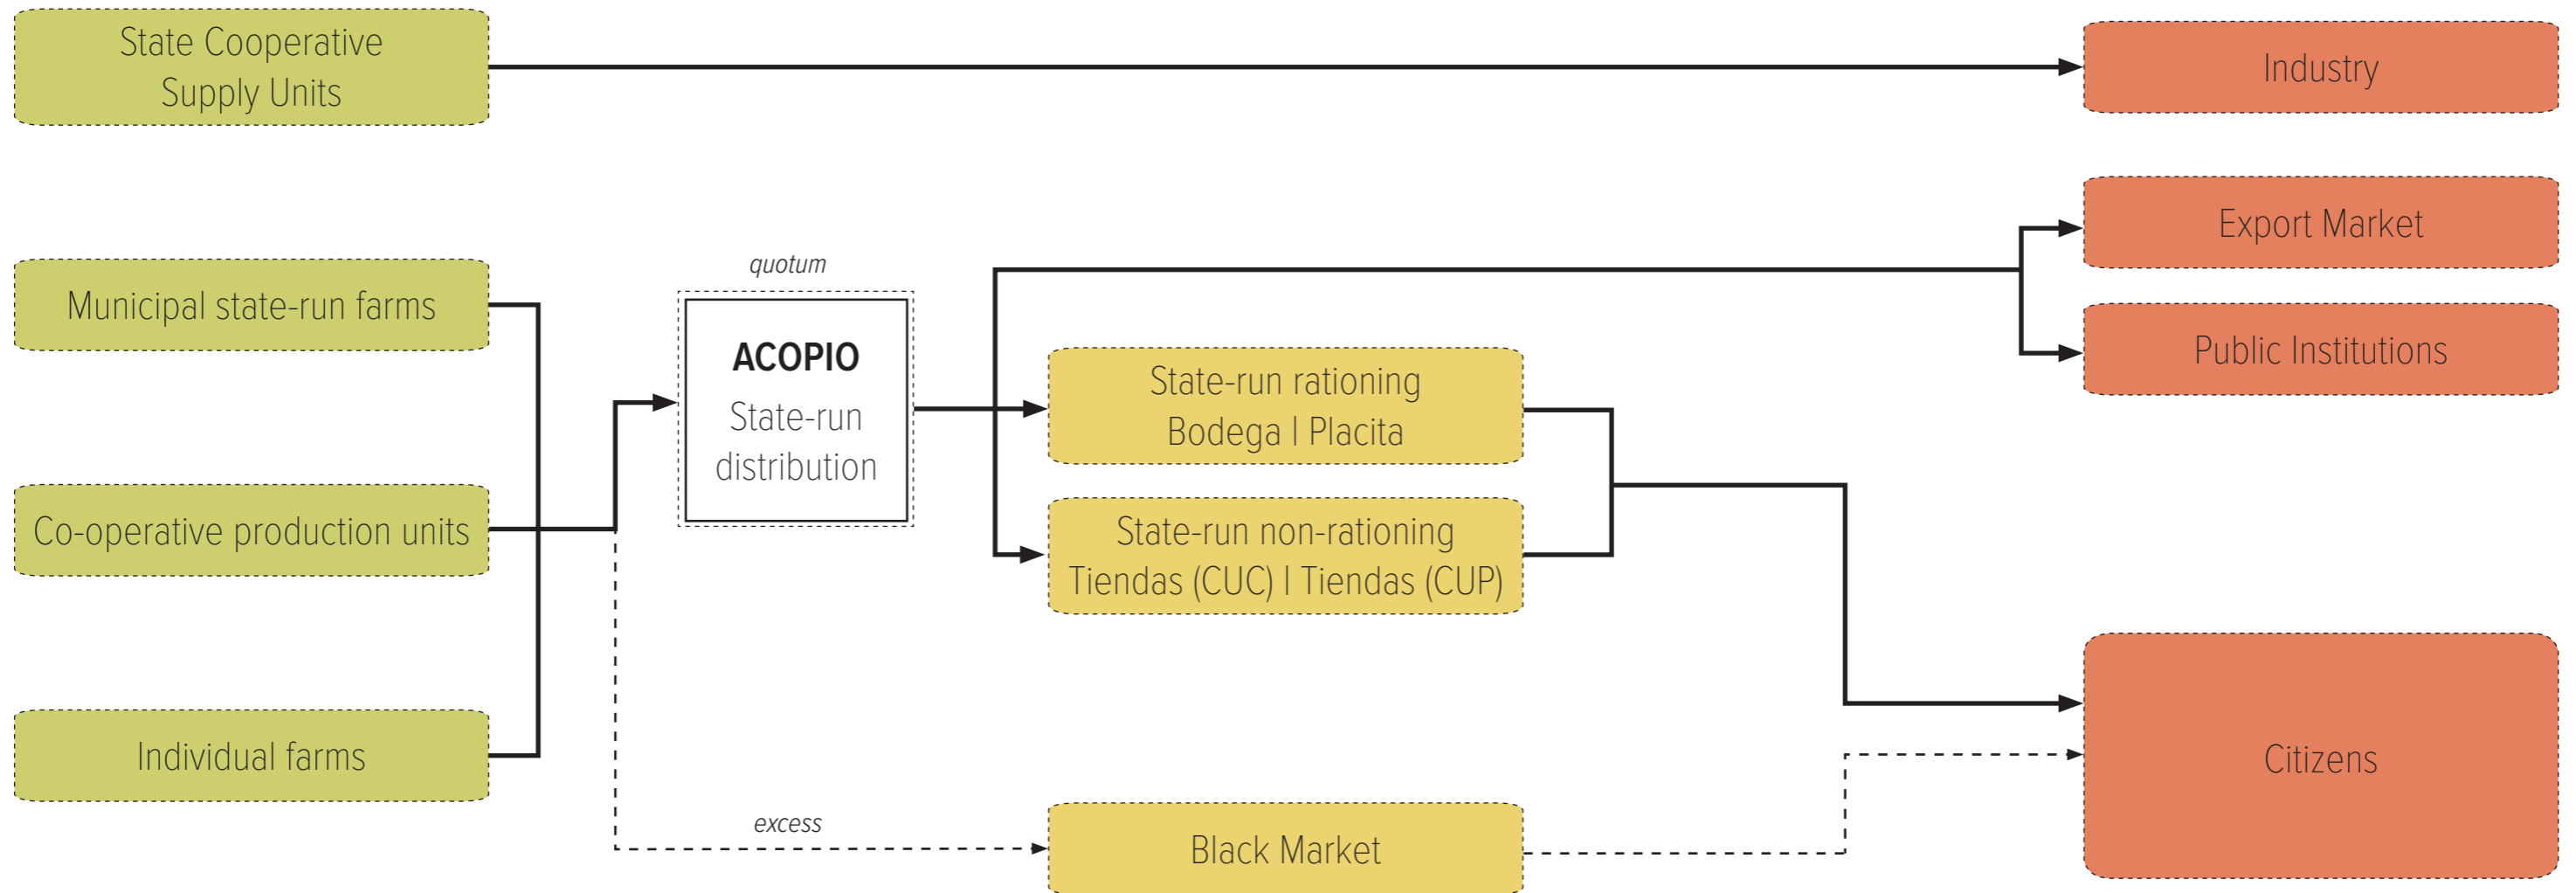 State Cooperative
Supply Units
Industry
Export Market
Public Institutions
Municipal state-run farms
quotum
ACOPIO
State-run
distribution
State-run rationing
Bodega | Placita
Co-operative production units
State-run non-rationing
Tiendas (CUC) | Tiendas (CUP)
Individual farms
excess
Black Market
Citizens